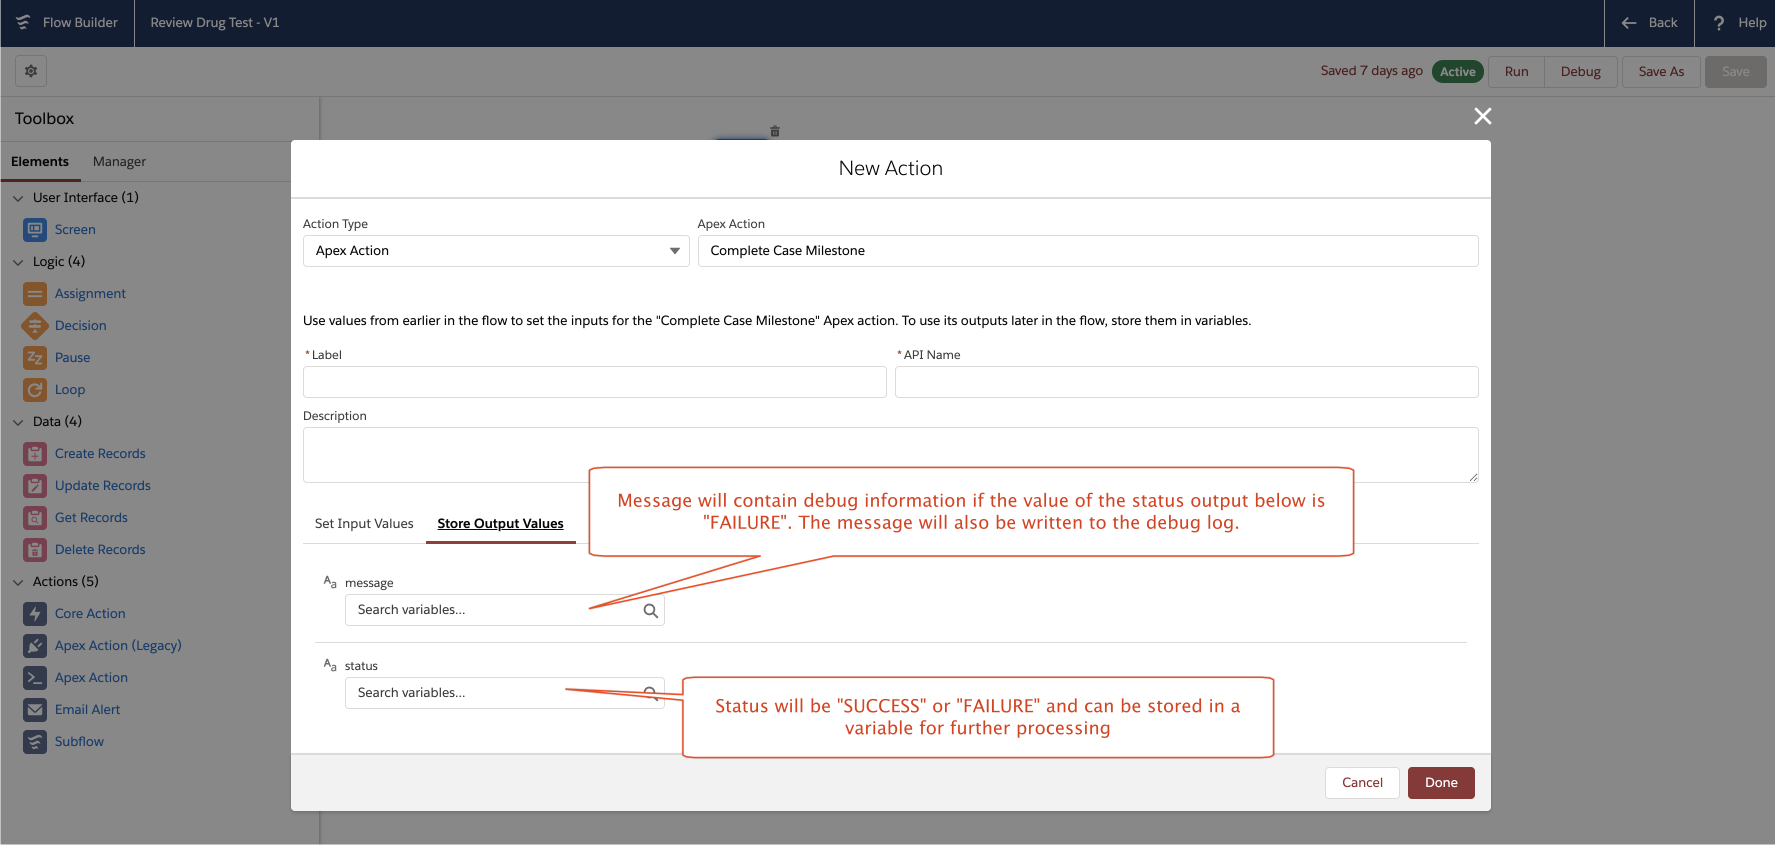 Flow Builder
Review Drug Test - V1
Back
? Help
Saved 7 days ago
Active
Run
Debug
Save As
Save
Toolbox
Elements
Manager
User Interface (1)
Screen
Logic (4)
Assignment
Decision
Pause
Loop
Data (4)
Create Records
Update Records
Get Records
Delete Records
Actions (5)
Core Action
Apex Action (Legacy)
Apex Action
Email Alert
Subflow
New Action
Action Type
Apex Action
Apex Action
Complete Case Milestone
Use values from earlier in the flow to set the inputs for the "Complete Case Milestone" Apex action. To use its outputs later in the flow, store them in variables.
* Label
* API Name
Description
Message will contain debug information if the value of the status output below is
"FAILURE". The message will also be written to the debug log.
Set Input Values
Store Output Values
Aa message
Search variables...
Aa status
Search variables...
Status will be "SUCCESS" or "FAILURE" and can be stored in a
variable for further processing
Cancel
Done